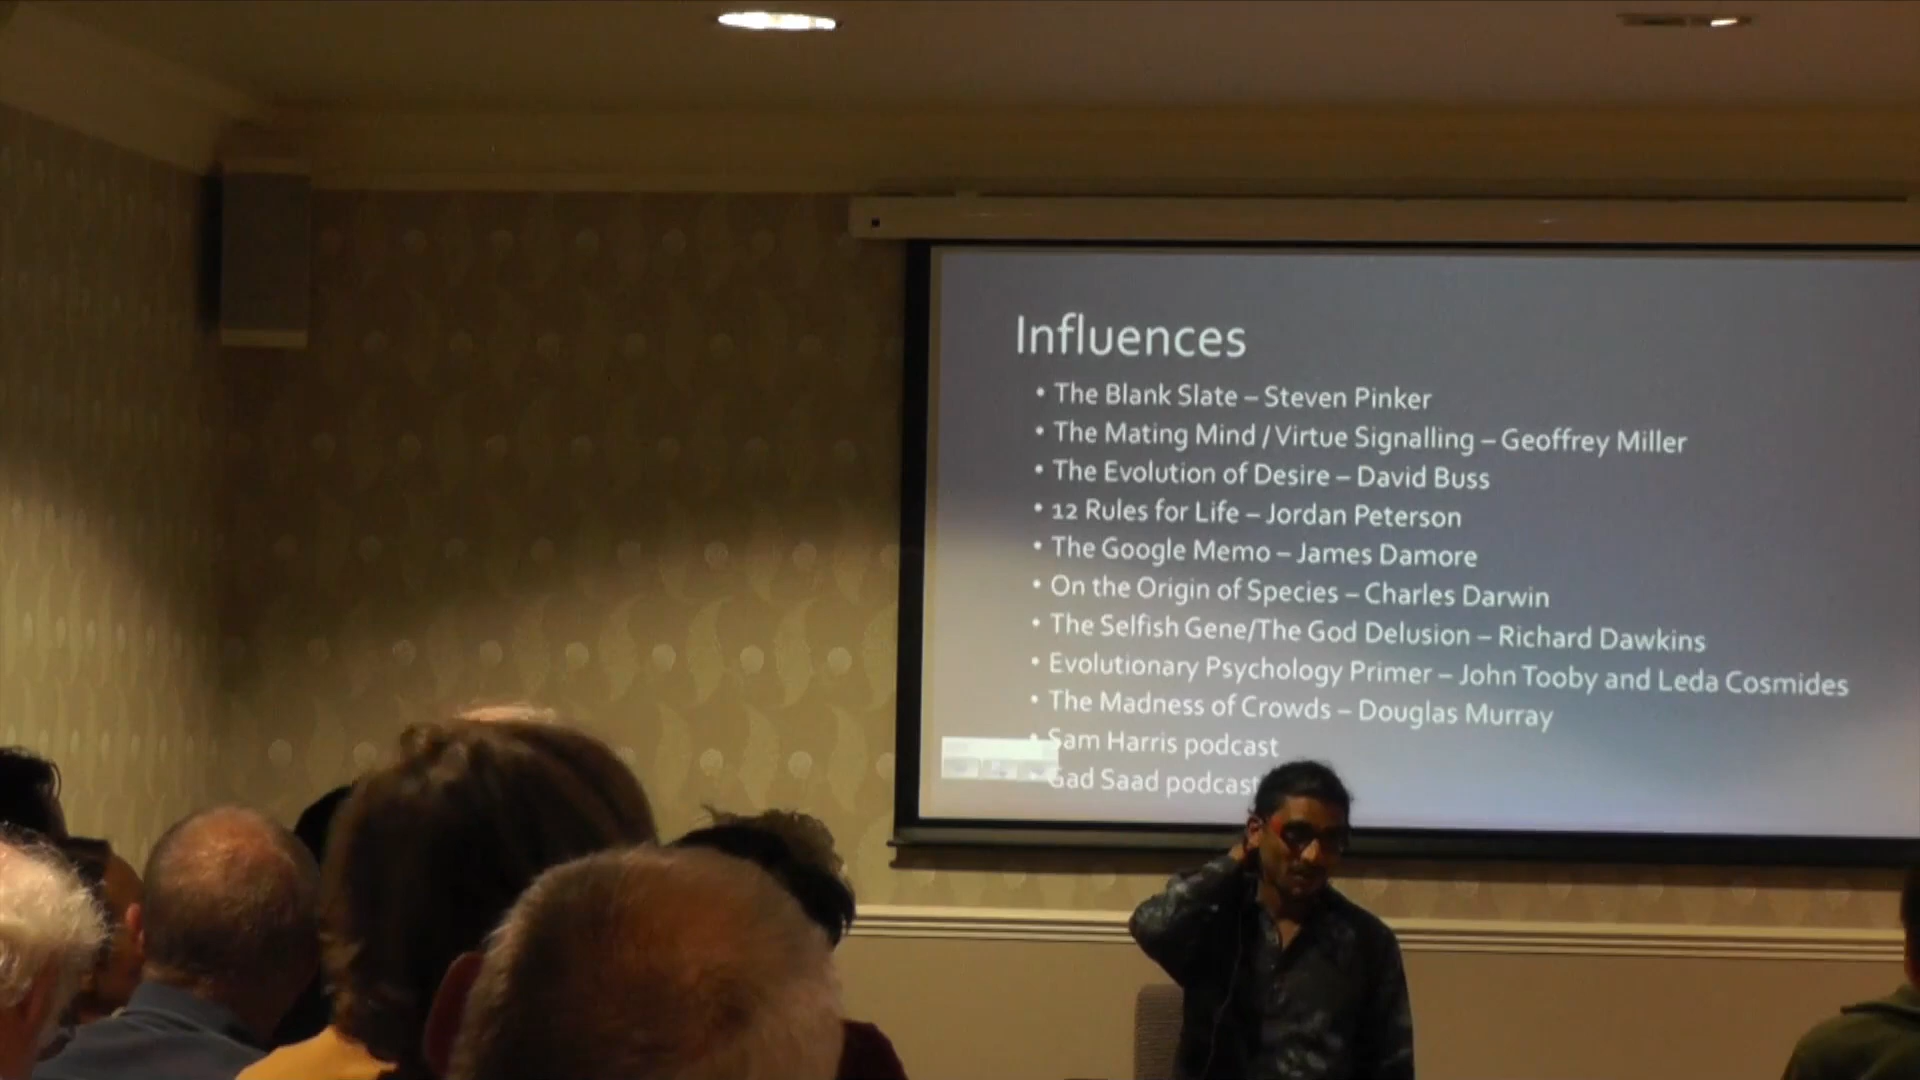 Influences
• The Blank Slate – Steven Pinker
• The Mating Mind / Virtue Signalling – Geoffrey Miller
• The Evolution of Desire – David Buss
• 12 Rules for Life – Jordan Peterson
• The Google Memo – James Damore
• On the Origin of Species – Charles Darwin
• The Selfish Gene/The God Delusion – Richard Dawkins
• Evolutionary Psychology Primer – John Tooby and Leda Cosmides
• The Madness of Crowds – Douglas Murray
• Sam Harris podcast
Gad Saad podcast